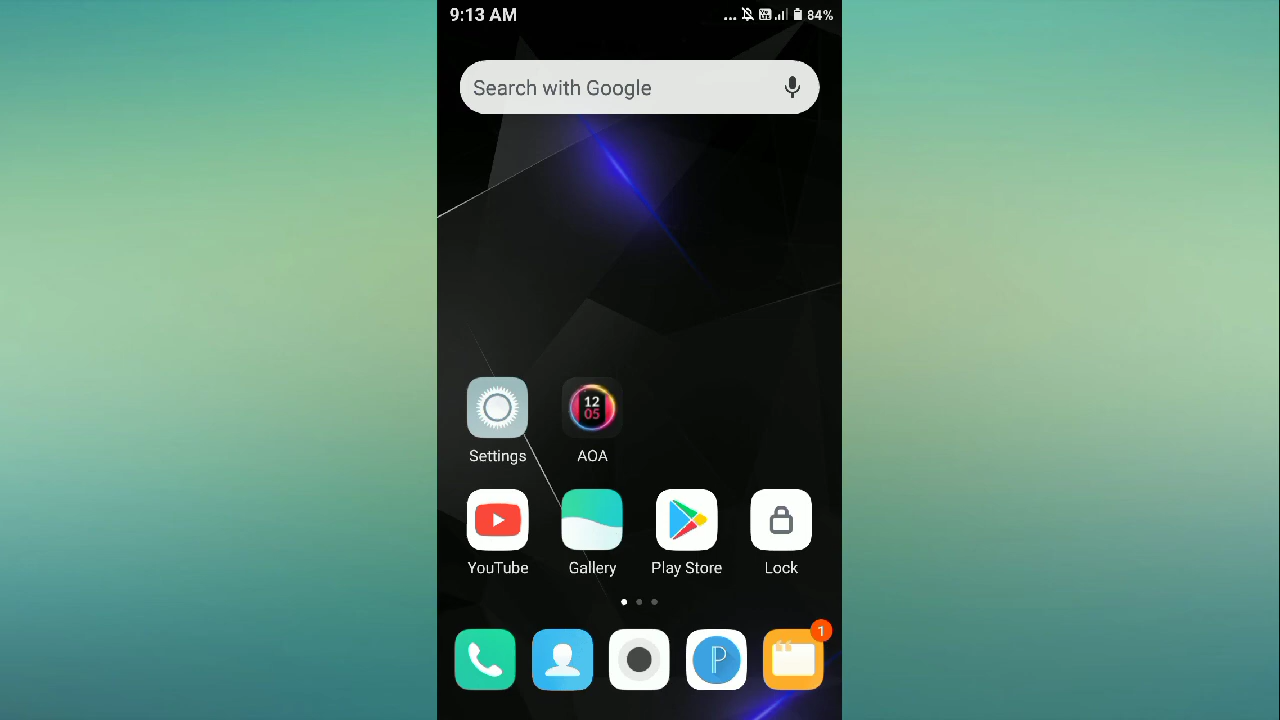 9:13 AM
84%
Search with Google
12
05
Settings
AOA
YouTube
Gallery
Play Store
Lock
P
1